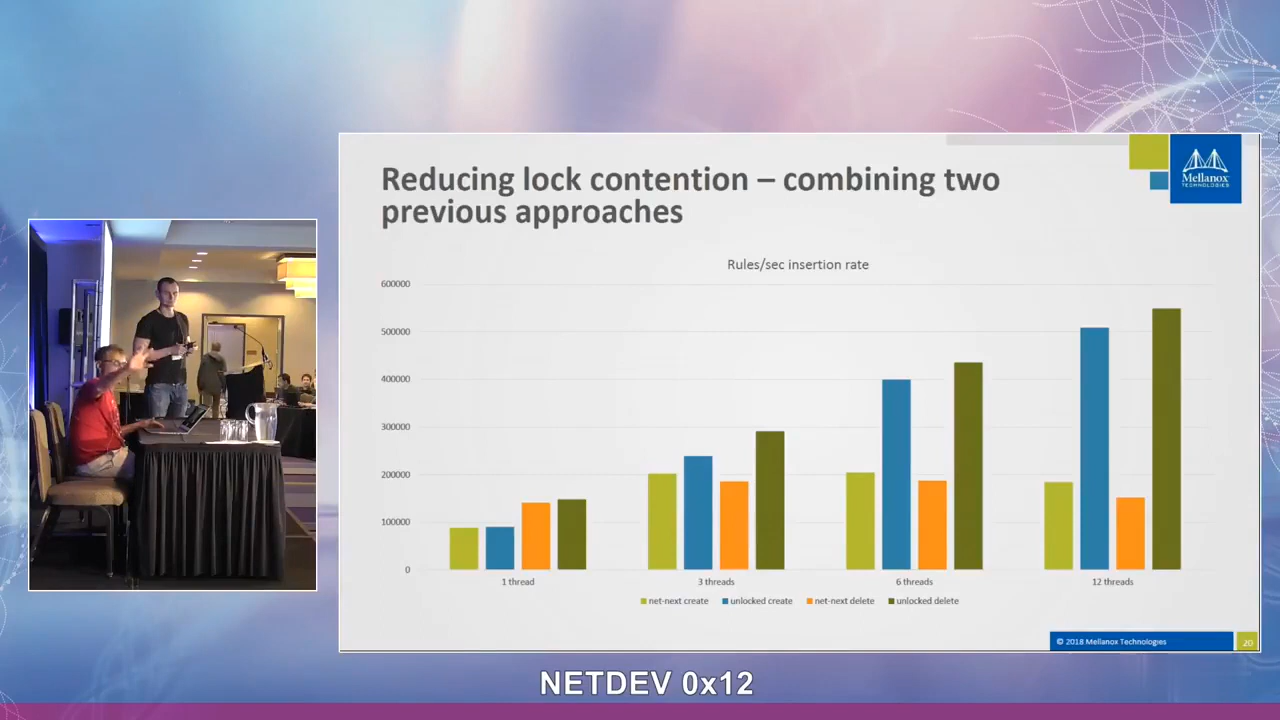 Reducing lock contention – combining two
previous approaches
Mellanox
TECHNOLOGIES
Rules/sec insertion rate
600000
500000
400000
300000
200000
100000
0
1 thread
3 threads
6 threads
12 threads
net-next create
unlocked create
net-next delete
unlocked delete
© 2018 Mellanox Technologies
20
NETDEV 0x12